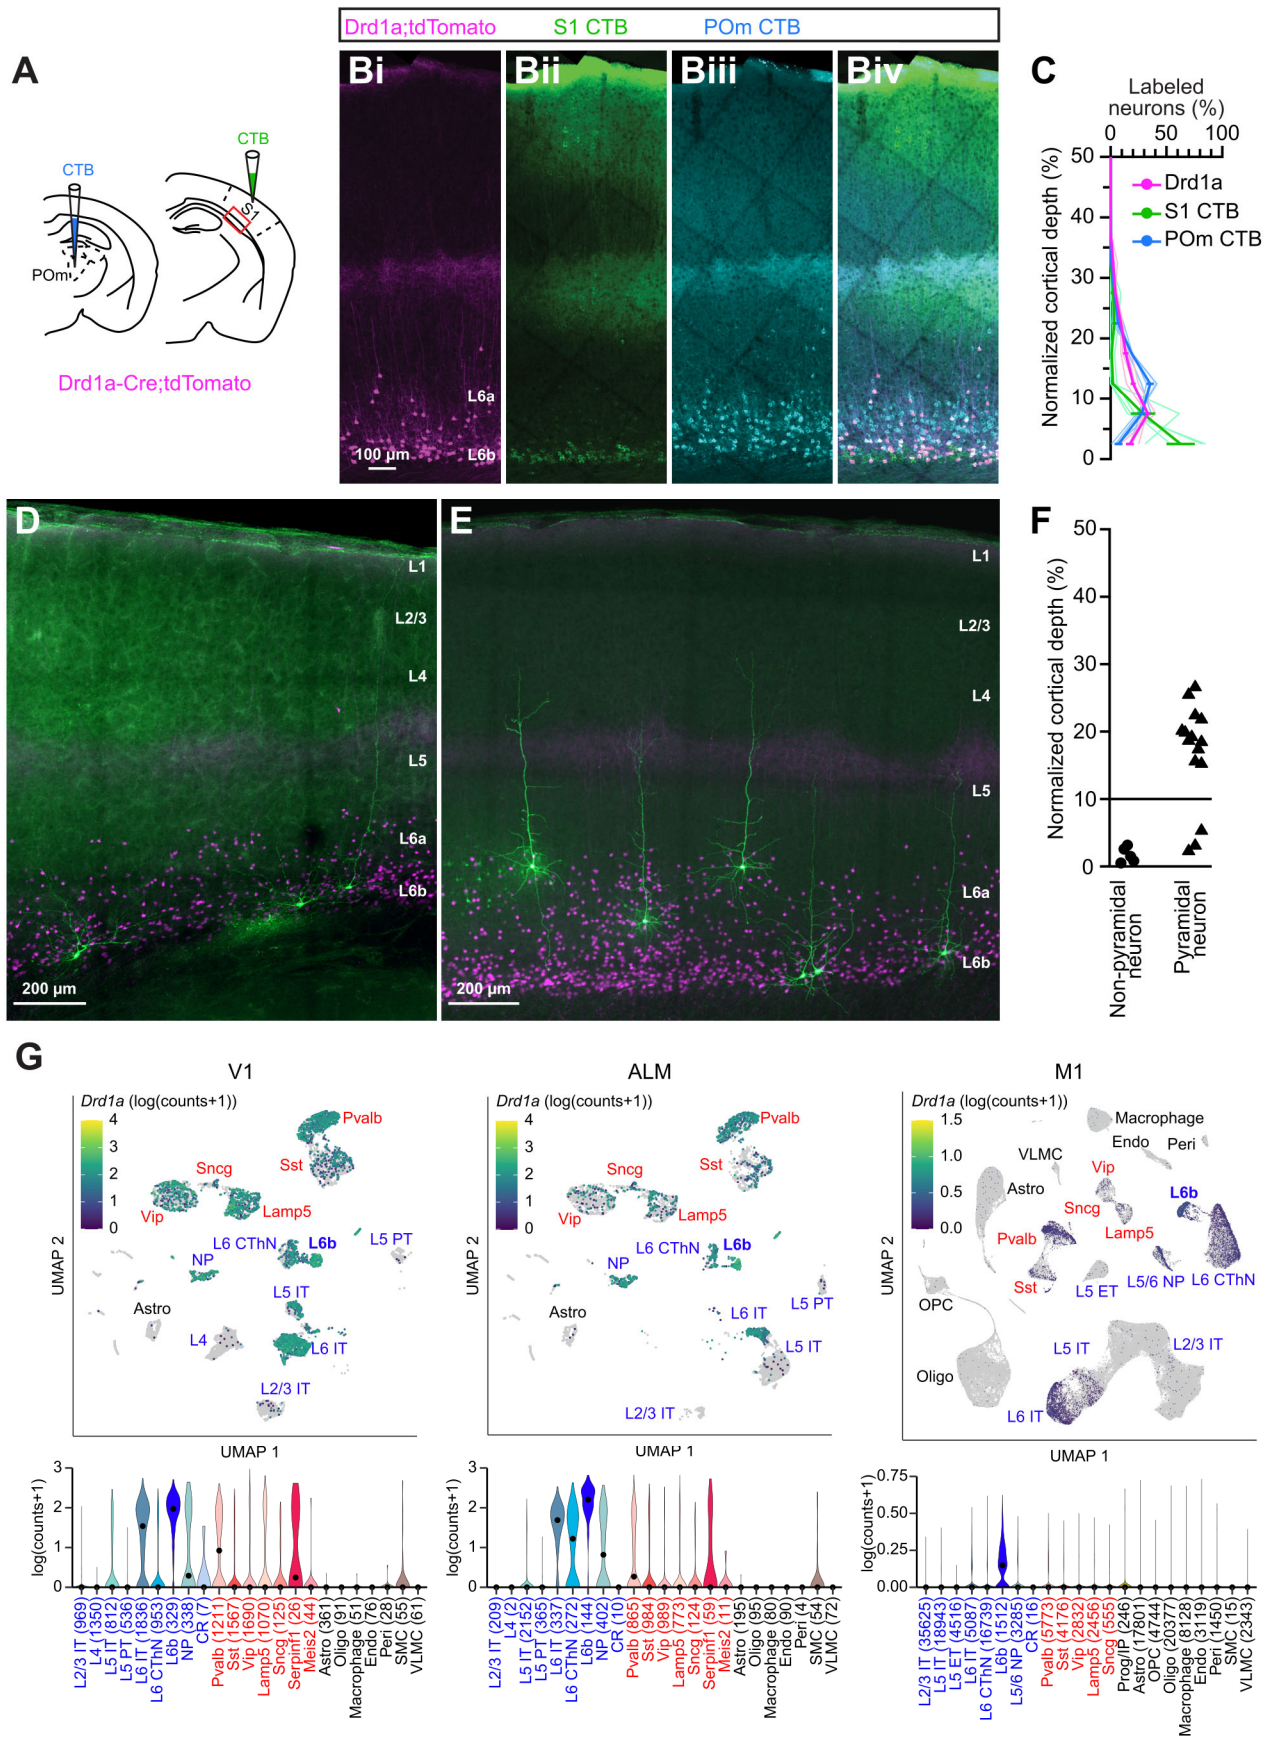 Drd1a;tdTomato S1 CTB POm CTB
A
CTB
CTB
S1
POm
Drd1a-Cre;tdTomato
Bi
Bii
Biii
Biv
L6a
L6b
100 µm
C
Labeled
neurons (%)
0 50 100
Normalized cortical depth (%)
50
40
30
20
10
0
Drd1a
S1 CTB
POm CTB
D
L1
L2/3
L4
L5
L6a
L6b
200 µm
E
L1
L2/3
L4
L5
L6a
L6b
200 µm
F
Normalized cortical depth (%)
50
40
30
20
10
0
Non-pyramidal
neuron
Pyramidal
neuron
G
V1
Drd1a (log(counts+1))
4
3
2
1
0
UMAP 2
Pvalb
Sst
Sncg
Vip
Lamp5
L6 CThN
L6b
L5 PT
NP
L5 IT
Astro
L4
L6 IT
L2/3 IT
UMAP 1
ALM
Drd1a (log(counts+1))
4
3
2
1
0
UMAP 2
Pvalb
Sst
Sncg
Vip
Lamp5
L6 CThN
L6b
NP
L5 PT
Astro
L6 IT
L5 IT
L2/3 IT
UMAP 1
M1
Drd1a (log(counts+1))
1.5
1.0
0.5
0.0
UMAP 2
Macrophage
Endo
Peri
VLMC
Vip
Astro
L6b
Sncg
Lamp5
Pvalb
Sst
L5 ET
L5/6 NP
L6 CThN
OPC
L5 IT
L2/3 IT
Oligo
L6 IT
UMAP 1
log(counts+1)
3
2
1
0
L2/3 IT (969)
L4 (1350)
L5 IT (812)
L5 PT (536)
L6 IT (1836)
L6 CThN (953)
L6b (329)
NP (338)
CR (7)
Pvalb (1211)
Sst (1567)
Vip (1690)
Lamp5 (1070)
Sncg (125)
Serpinf1 (26)
Meis2 (44)
Astro (361)
Oligo (91)
Macrophage (51)
Endo (76)
Peri (28)
SMC (55)
VLMC (61)
log(counts+1)
3
2
1
0
L2/3 IT (209)
L4 (2)
L5 IT (2152)
L5 PT (365)
L6 IT (337)
L6 CThN (272)
L6b (144)
NP (402)
CR (10)
Pvalb (865)
Sst (984)
Vip (989)
Lamp5 (773)
Sncg (124)
Serpinf1 (59)
Meis2 (11)
Astro (195)
Oligo (95)
Macrophage (80)
Endo (90)
Peri (4)
SMC (54)
VLMC (72)
log(counts+1)
0.75
0.50
0.25
0.00
L2/3 IT (35625)
L5 IT (18943)
L5 ET (4516)
L6 IT (5087)
L6 CThN (16739)
L6b (1512)
L5/6 NP (3285)
CR (16)
Pvalb (5773)
Sst (4176)
Vip (2832)
Lamp5 (2456)
Sncg (555)
Prog/IP (246)
Astro (17801)
OPC (4744)
Oligo (20377)
Macrophage (8128)
Endo (3119)
Peri (1450)
SMC (15)
VLMC (2343)